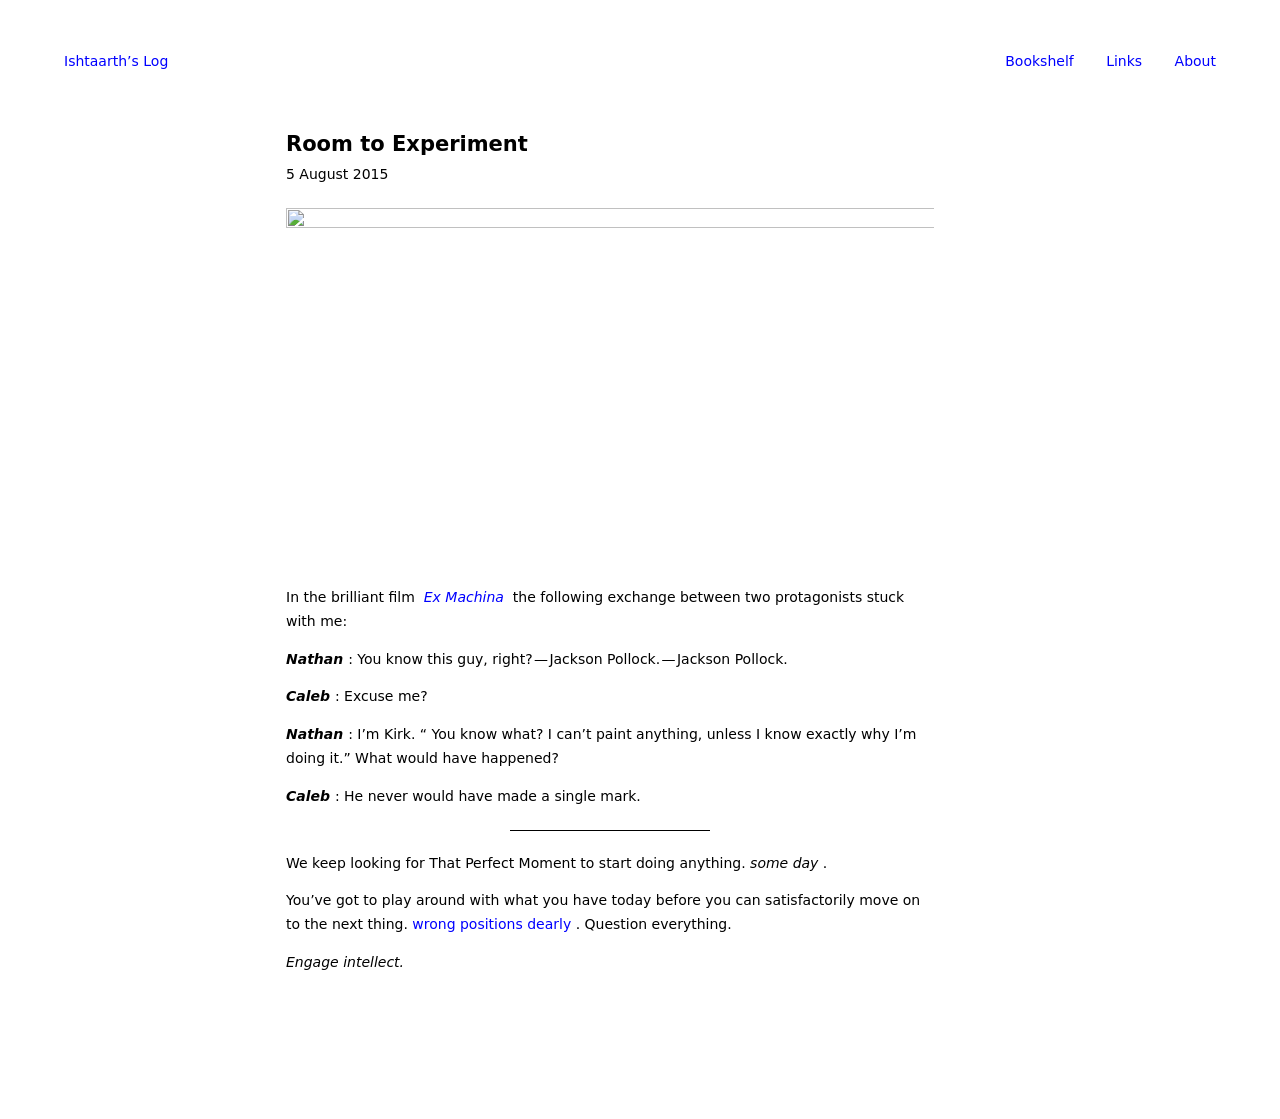 Ishtaarth’s Log
Bookshelf Links About
Room to Experiment
5 August 2015
In the brilliant film Ex Machina the following exchange between two protagonists stuck
with me:
Nathan : You know this guy, right? — Jackson Pollock. — Jackson Pollock.
Caleb : Excuse me?
Nathan : I’m Kirk. “ You know what? I can’t paint anything, unless I know exactly why I’m
doing it.” What would have happened?
Caleb : He never would have made a single mark.
We keep looking for That Perfect Moment to start doing anything. some day .
You’ve got to play around with what you have today before you can satisfactorily move on
to the next thing. wrong positions dearly . Question everything.
Engage intellect.